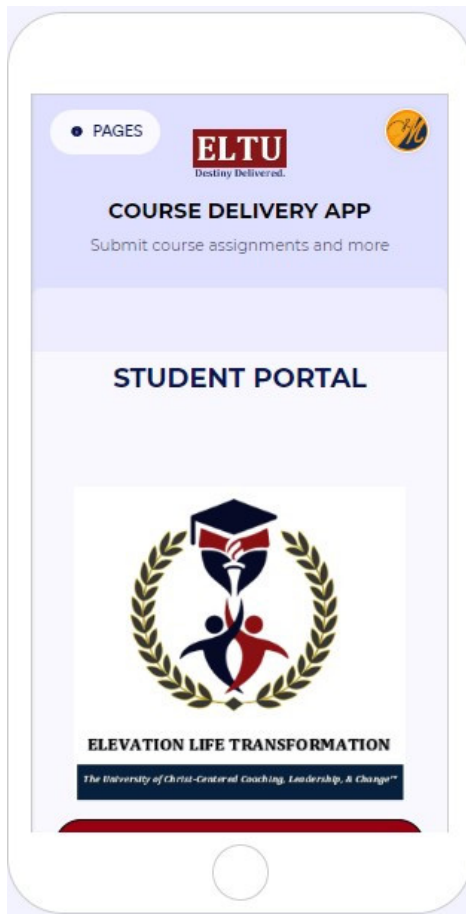 PAGES
ELTU
Destiny Delivered.
COURSE DELIVERY APP
Submit course assignments and more
STUDENT PORTAL
ELEVATION LIFE TRANSFORMATION
The University of Christ-Centered Coaching, Leadership, & Change™